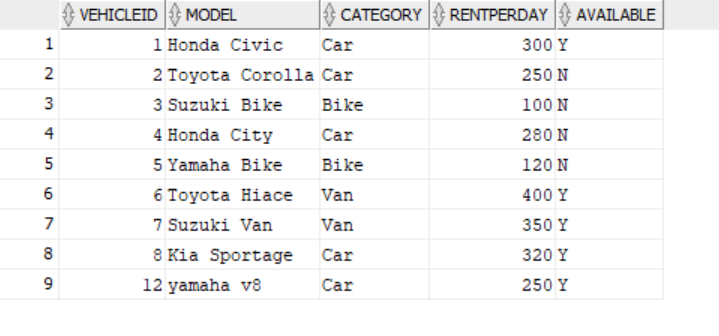 VEHICLEID MODEL CATEGORY RENTPERDAY AVAILABLE
1 1 Honda Civic Car 300 Y
2 2 Toyota Corolla Car 250 N
3 3 Suzuki Bike Bike 100 N
4 4 Honda City Car 280 N
5 5 Yamaha Bike Bike 120 N
6 6 Toyota Hiace Van 400 Y
7 7 Suzuki Van Van 350 Y
8 8 Kia Sportage Car 320 Y
9 12 yamaha v8 Car 250 Y